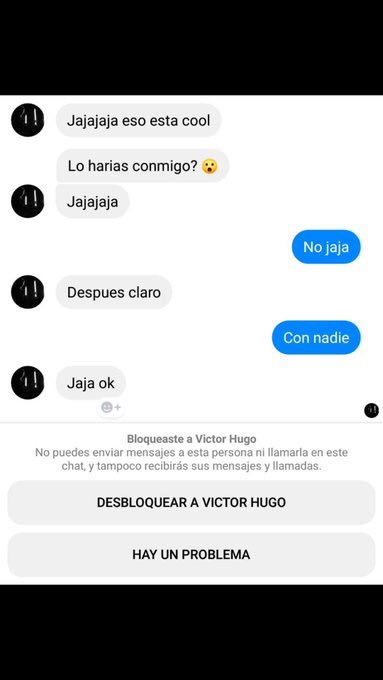 Jajajaja eso esta cool
Lo harias conmigo? 😮
Jajajaja
No jaja
Despues claro
Con nadie
Jaja ok
Bloqueaste a Victor Hugo
No puedes enviar mensajes a esta persona ni llamarla en este
chat, y tampoco recibirás sus mensajes y llamadas.
DESBLOQUEAR A VICTOR HUGO
HAY UN PROBLEMA